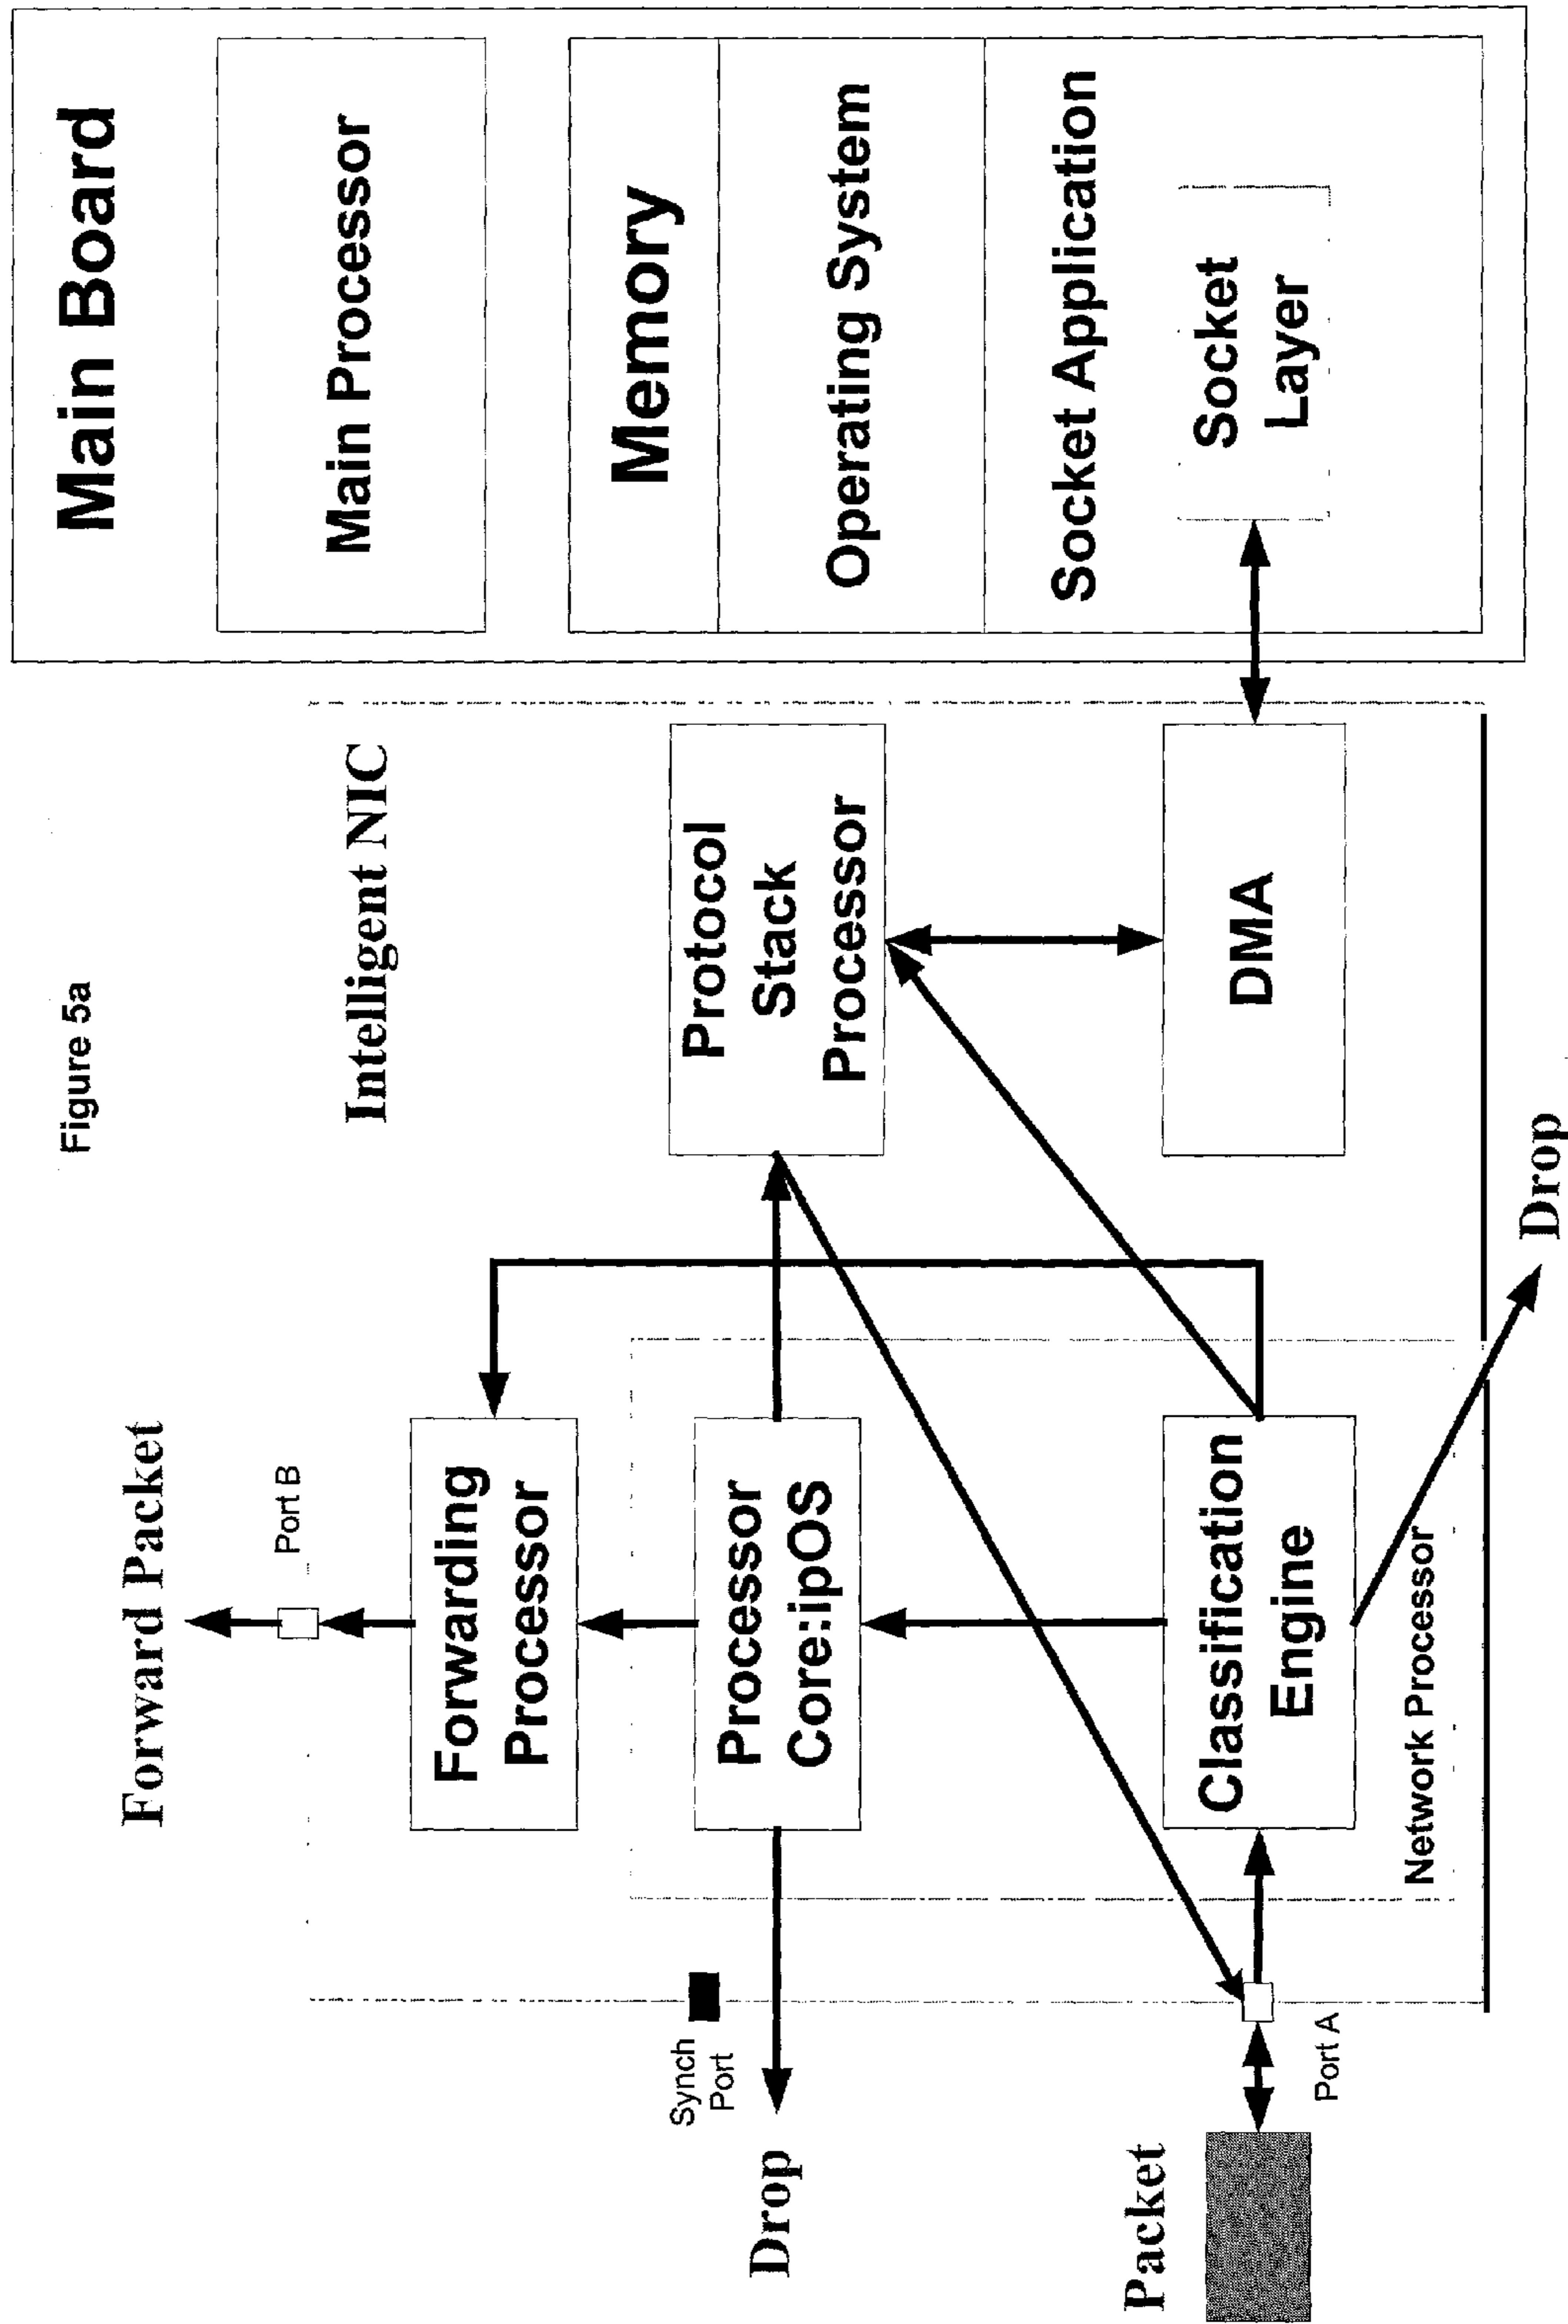 Figure 5a
Main Board
Main Processor
Memory
Operating System
Socket Application
Socket
Layer
Intelligent NIC
Protocol
Stack
Processor
DMA
Forward Packet
Port B
Forwarding
Processor
Processor
Core:ipOS
Classification
Engine
Network Processor
Synch
Port
Drop
Packet
Port A
Drop